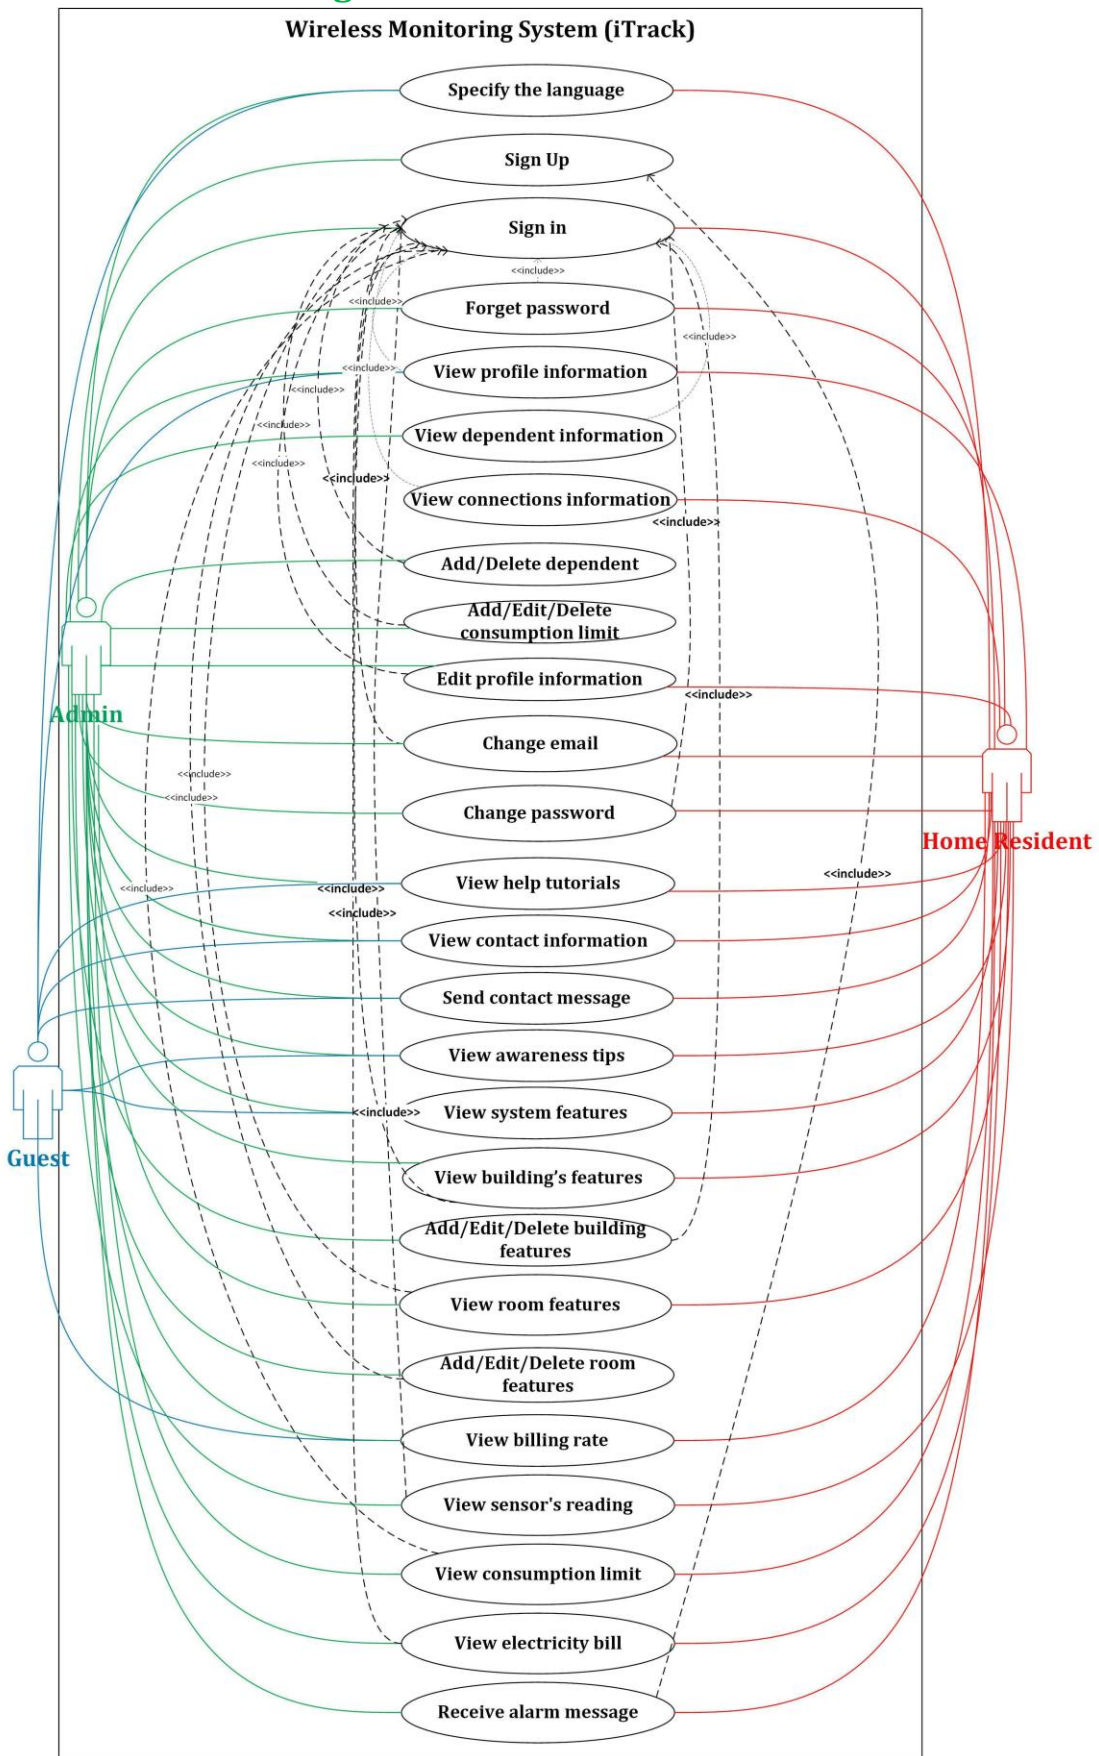 Wireless Monitoring System (iTrack)
Specify the language
Sign Up
Sign in
<<include>>
<<include>>
Forget password
<<include>>
<<include>>
View profile information
<<include>>
<<include>>
View dependent information
<<include>>
<<include>>
View connections information
<<include>>
Add/Delete dependent
Add/Edit/Delete
consumption limit
Edit profile information
<<include>>
Admin
Change email
<<include>>
<<include>>
Change password
Home Resident
<<include>>
<<include>>
<<include>>
View help tutorials
<<include>>
View contact information
Send contact message
View awareness tips
<<include>>
View system features
Guest
View building’s features
Add/Edit/Delete building
features
View room features
Add/Edit/Delete room
features
View billing rate
View sensor's reading
View consumption limit
View electricity bill
Receive alarm message